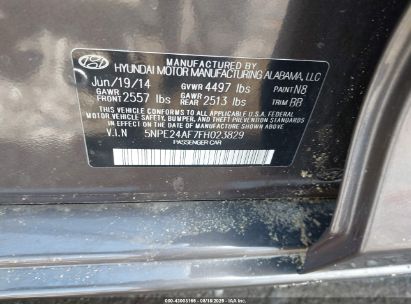 MANUFACTURED BY
HYUNDAI MOTOR MANUFACTURING ALABAMA, LLC
Jun/19/14 GVWR 4497 lbs PAINT N8
GAWR FRONT 2557 lbs GAWR REAR 2513 lbs TRIM BB
THIS VEHICLE CONFORMS TO ALL APPLICABLE U.S.A. FEDERAL
MOTOR VEHICLE SAFETY, BUMPER, AND THEFT PREVENTION STANDARDS
IN EFFECT ON THE DATE OF MANUFACTURE SHOWN ABOVE.
V.I.N 5NPE24AF7FH023829
PASSENGER CAR